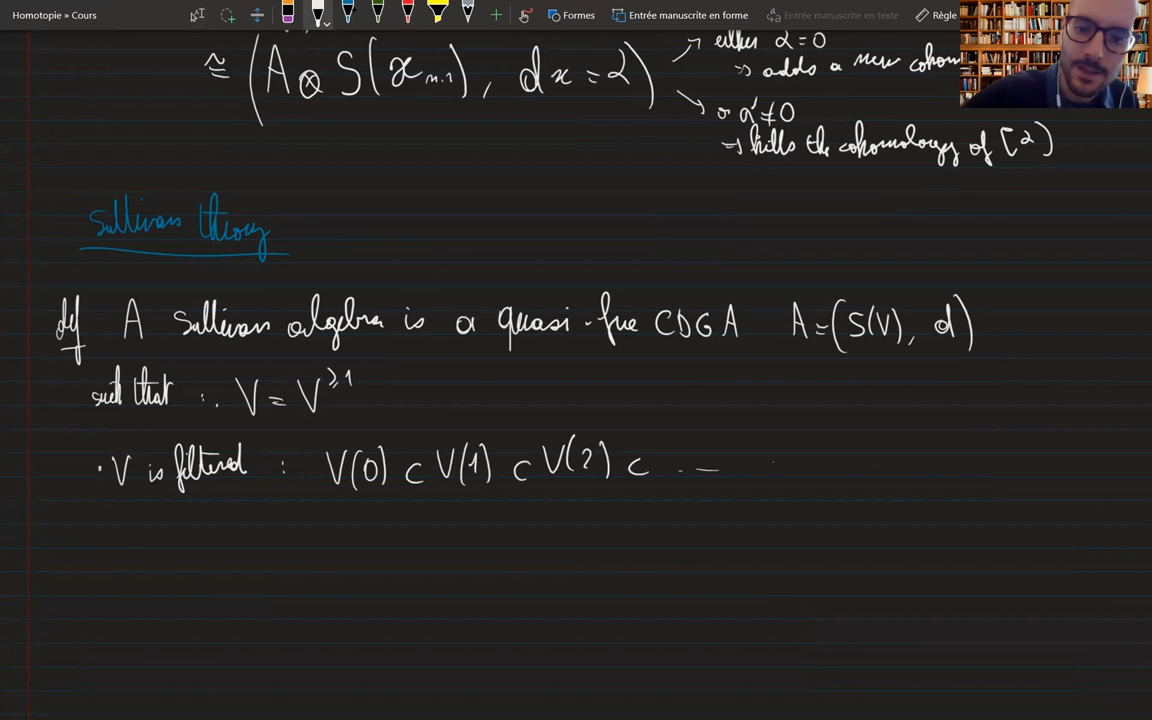 Homotopie » Cours
Formes
Entrée manuscrite en forme
Entrée manuscrite en texte
Règle
≅ (A ⊗ S(x_{n-1}), dx = α)
either α = 0
→ adds a new cohom
or α ≠ 0
→ kills the cohomology of [α]
Sullivan theory
def A Sullivan algebra is a quasi-free CDGA A = (S(V), d)
such that : . V = V^{≥1}
. V is filtered : V(0) ⊂ V(1) ⊂ V(2) ⊂ ...